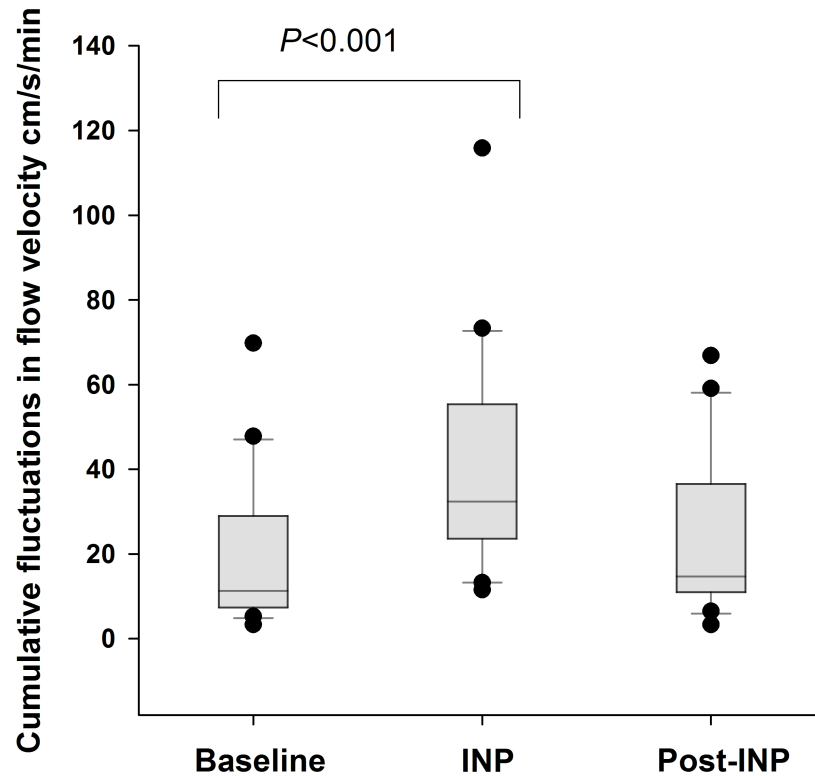 Cumulative fluctuations in flow velocity cm/s/min
P<0.001
140
120
100
80
60
40
20
0
Baseline INP Post-INP